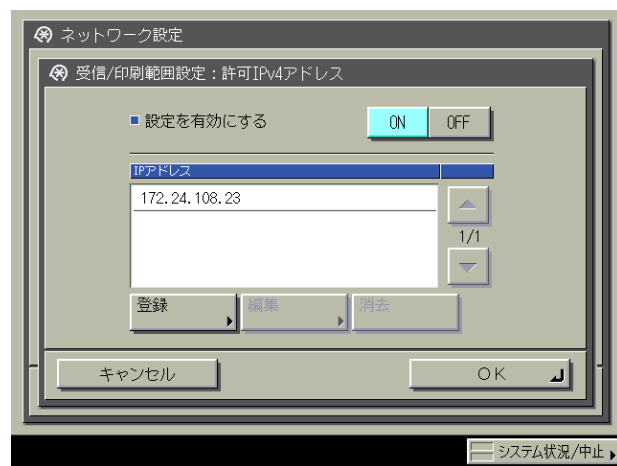 ネットワーク設定
受信/印刷範囲設定：許可IPv4アドレス
■ 設定を有効にする
ON
OFF
IPアドレス
172.24.108.23
1/1
登録
編集
消去
キャンセル
OK
システム状況/中止